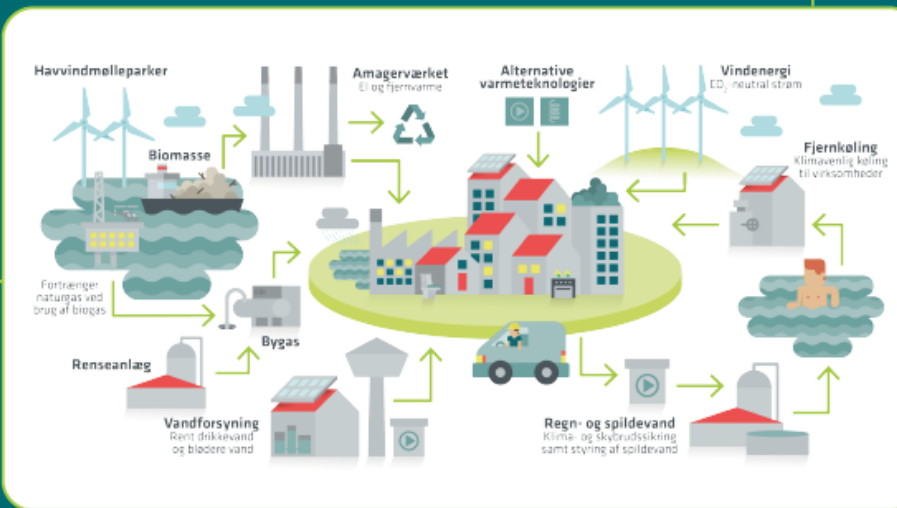 Havvindmølleparker
Amagerværket
El og fjernvarme
Alternative
varmeteknologier
Vindenergi
CO₂-neutral strøm
Biomasse
Fjernkøling
Klimavenlig køling
til virksomheder
Fortrænger
naturgas ved
brug af biogas
Bygas
Renseanlæg
Vandforsyning
Rent drikkevand
og blødere vand
Regn- og spildevand
Klima- og skybrudssikring
samt styring af spildevand